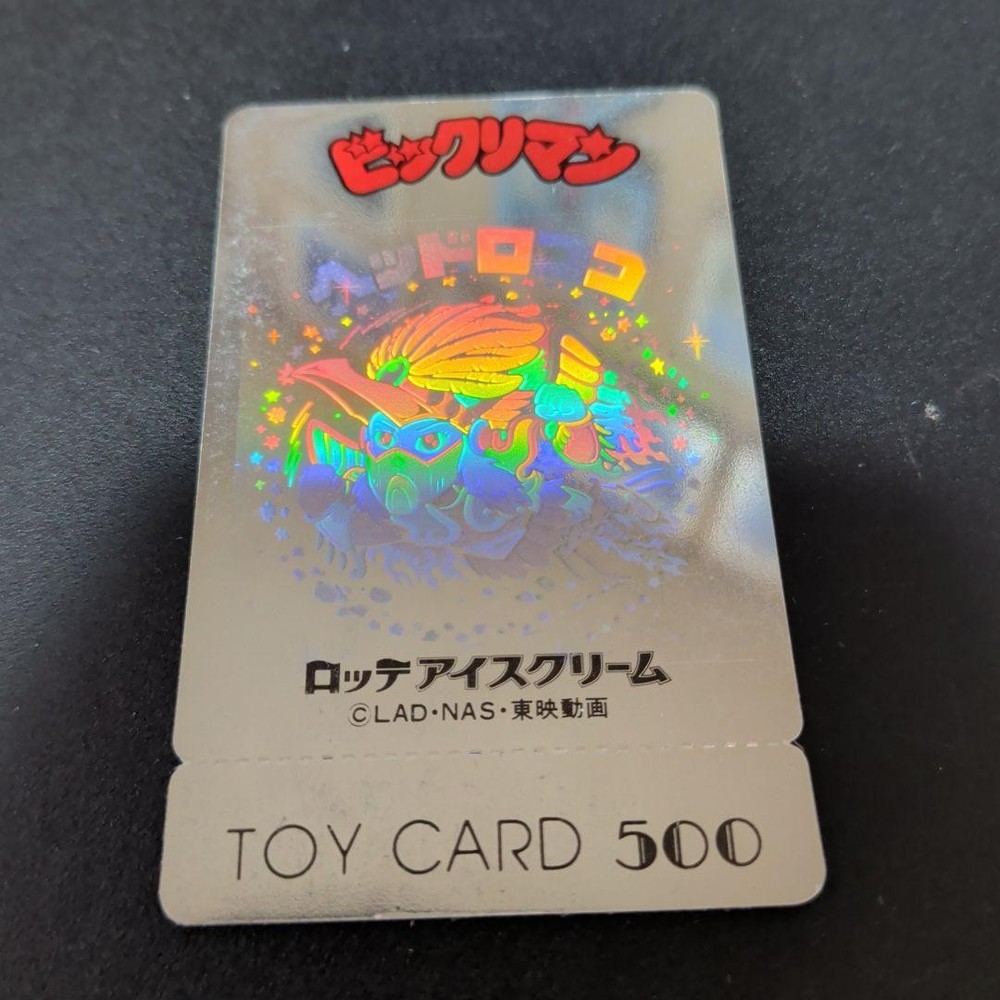 ビックリマン
ヘッドロココ
ロッテ アイスクリーム
©LAD・NAS・東映動画
TOY CARD 500